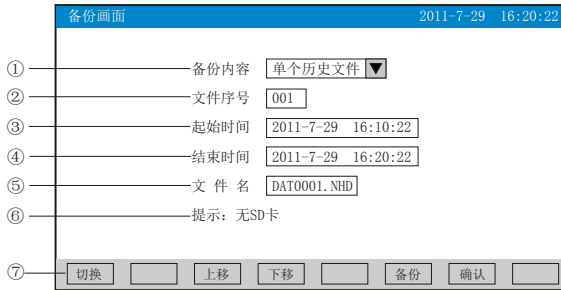 备份画面 2011-7-29 16:20:22
① 备份内容 单个历史文件
② 文件序号 001
③ 起始时间 2011-7-29 16:10:22
④ 结束时间 2011-7-29 16:20:22
⑤ 文 件 名 DAT0001.NHD
⑥ 提示：无SD卡
⑦ 切换 上移 下移 备份 确认